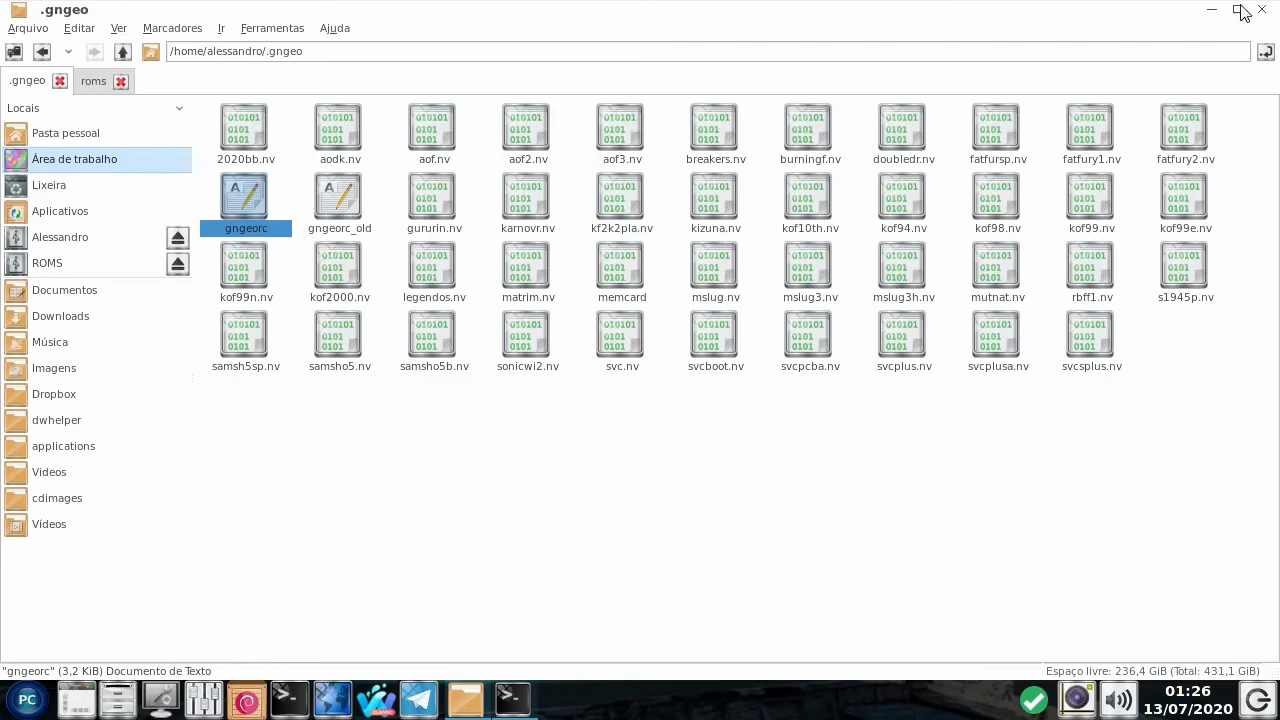 .gngeo
Arquivo Editar Ver Marcadores Ir Ferramentas Ajuda
/home/alessandro/.gngeo
.gngeo roms
Locais
Pasta pessoal
Área de trabalho
Lixeira
Aplicativos
Alessandro
ROMS
Documentos
Downloads
Música
Imagens
Dropbox
dwhelper
applications
Videos
cdimages
Vídeos
2020bb.nv aodk.nv aof.nv aof2.nv aof3.nv breakers.nv burningf.nv doubledr.nv fatfursp.nv fatfury1.nv fatfury2.nv
gngeorc gngeorc_old gururin.nv karnovr.nv kf2k2pla.nv kizuna.nv kof10th.nv kof94.nv kof98.nv kof99.nv kof99e.nv
kof99n.nv kof2000.nv legendos.nv matrim.nv memcard mslug.nv mslug3.nv mslug3h.nv mutnat.nv rbff1.nv s1945p.nv
samsh5sp.nv samsho5.nv samsho5b.nv sonicwi2.nv svc.nv svcboot.nv svcpcba.nv svcplus.nv svcplusa.nv svcsplus.nv
"gngeorc" (3,2 KiB) Documento de Texto
Espaço livre: 236,4 GiB (Total: 431,1 GiB)
PC
01:26
13/07/2020